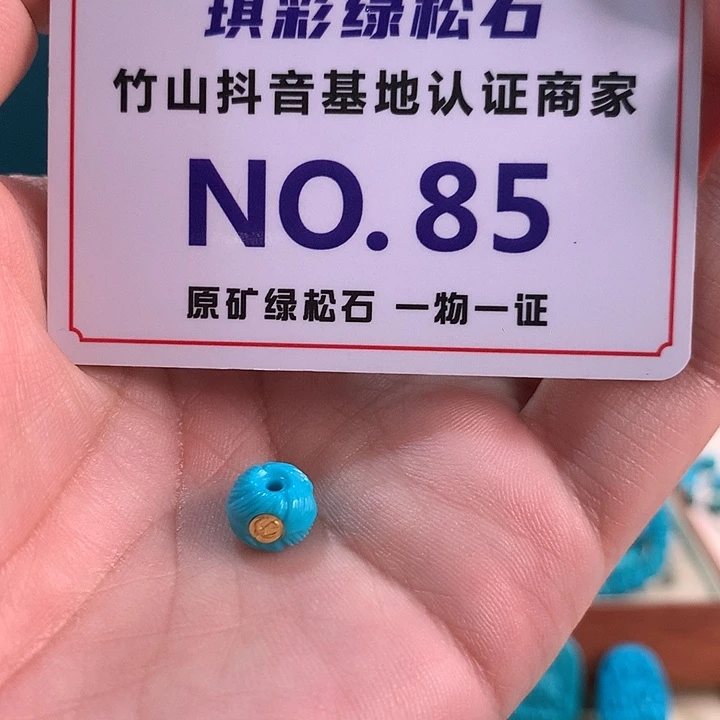 琪彩绿松石
竹山抖音基地认证商家
NO. 85
原矿绿松石 一物一证